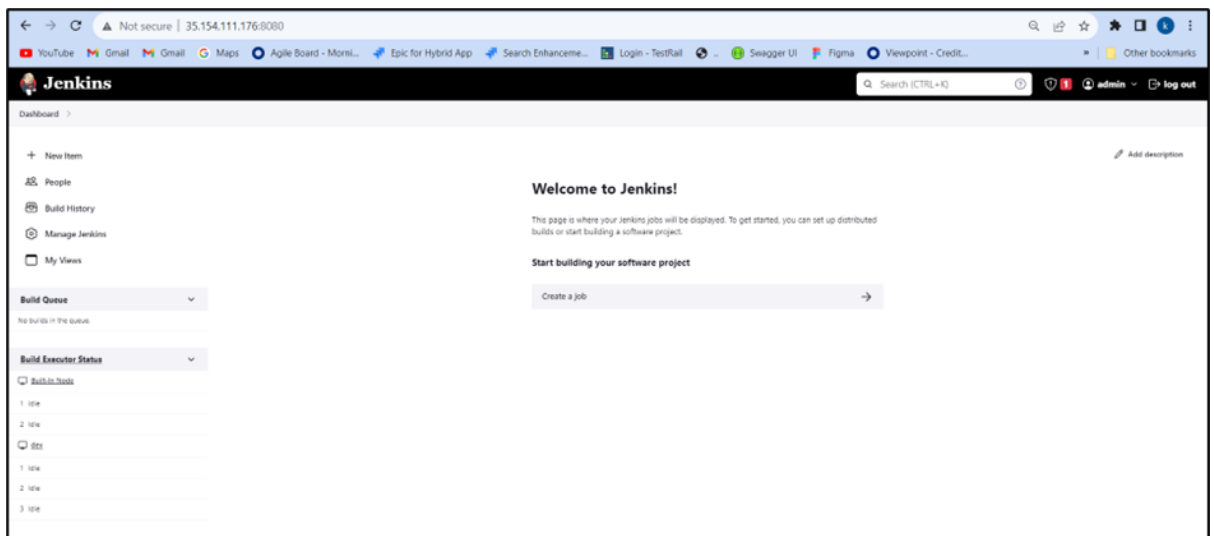 Not secure | 35.154.111.176:8080
YouTube Gmail Gmail Maps Agile Board - Morni... Epic for Hybrid App Search Enhanceme... Login - TestRail .. Swagger UI Figma Viewpoint - Credit... » Other bookmarks
Jenkins Search (CTRL+K) 1 admin log out
Dashboard >
+ New Item Add description
People
Build History
Manage Jenkins
My Views
Welcome to Jenkins!
This page is where your Jenkins jobs will be displayed. To get started, you can set up distributed
builds or start building a software project.
Start building your software project
Create a job
Build Queue
No builds in the queue.
Build Executor Status
Built-In Node
1 Idle
2 Idle
dev
1 Idle
2 Idle
3 Idle